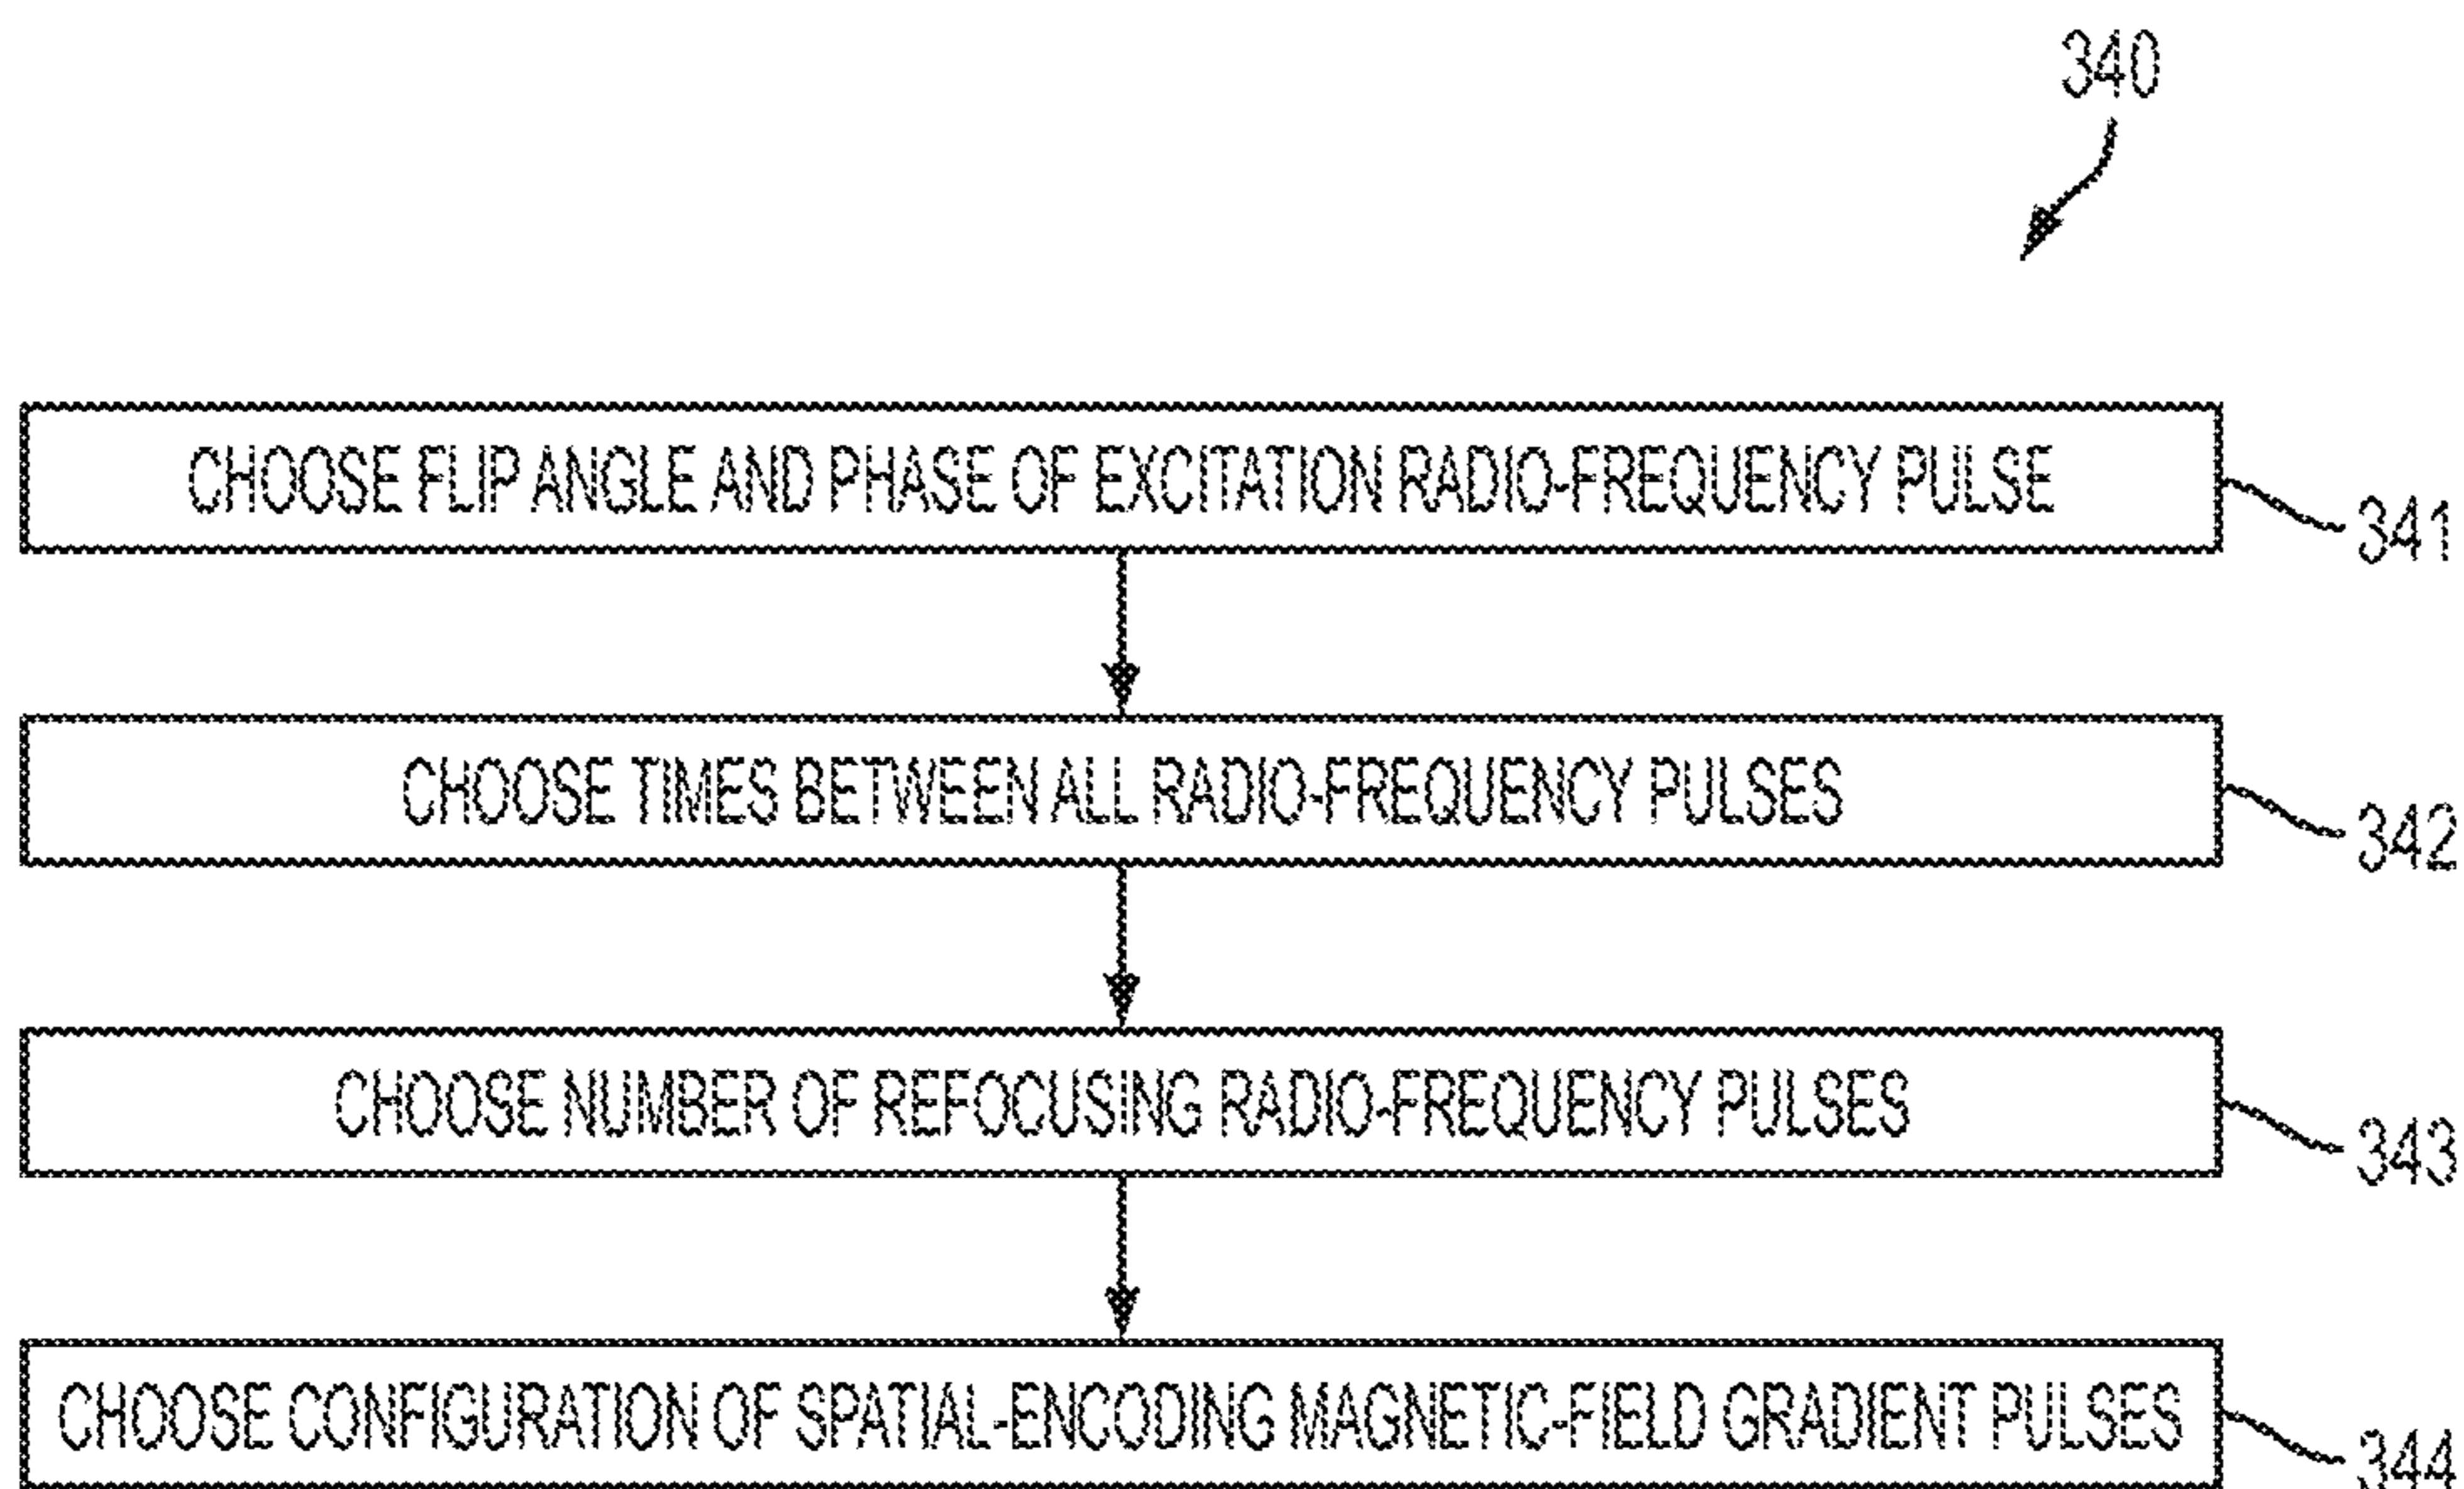 340
CHOOSE FLIP ANGLE AND PHASE OF EXCITATION RADIO-FREQUENCY PULSE
341
CHOOSE TIMES BETWEEN ALL RADIO-FREQUENCY PULSES
342
CHOOSE NUMBER OF REFOCUSING RADIO-FREQUENCY PULSES
343
CHOOSE CONFIGURATION OF SPATIAL-ENCODING MAGNETIC-FIELD GRADIENT PULSES
344